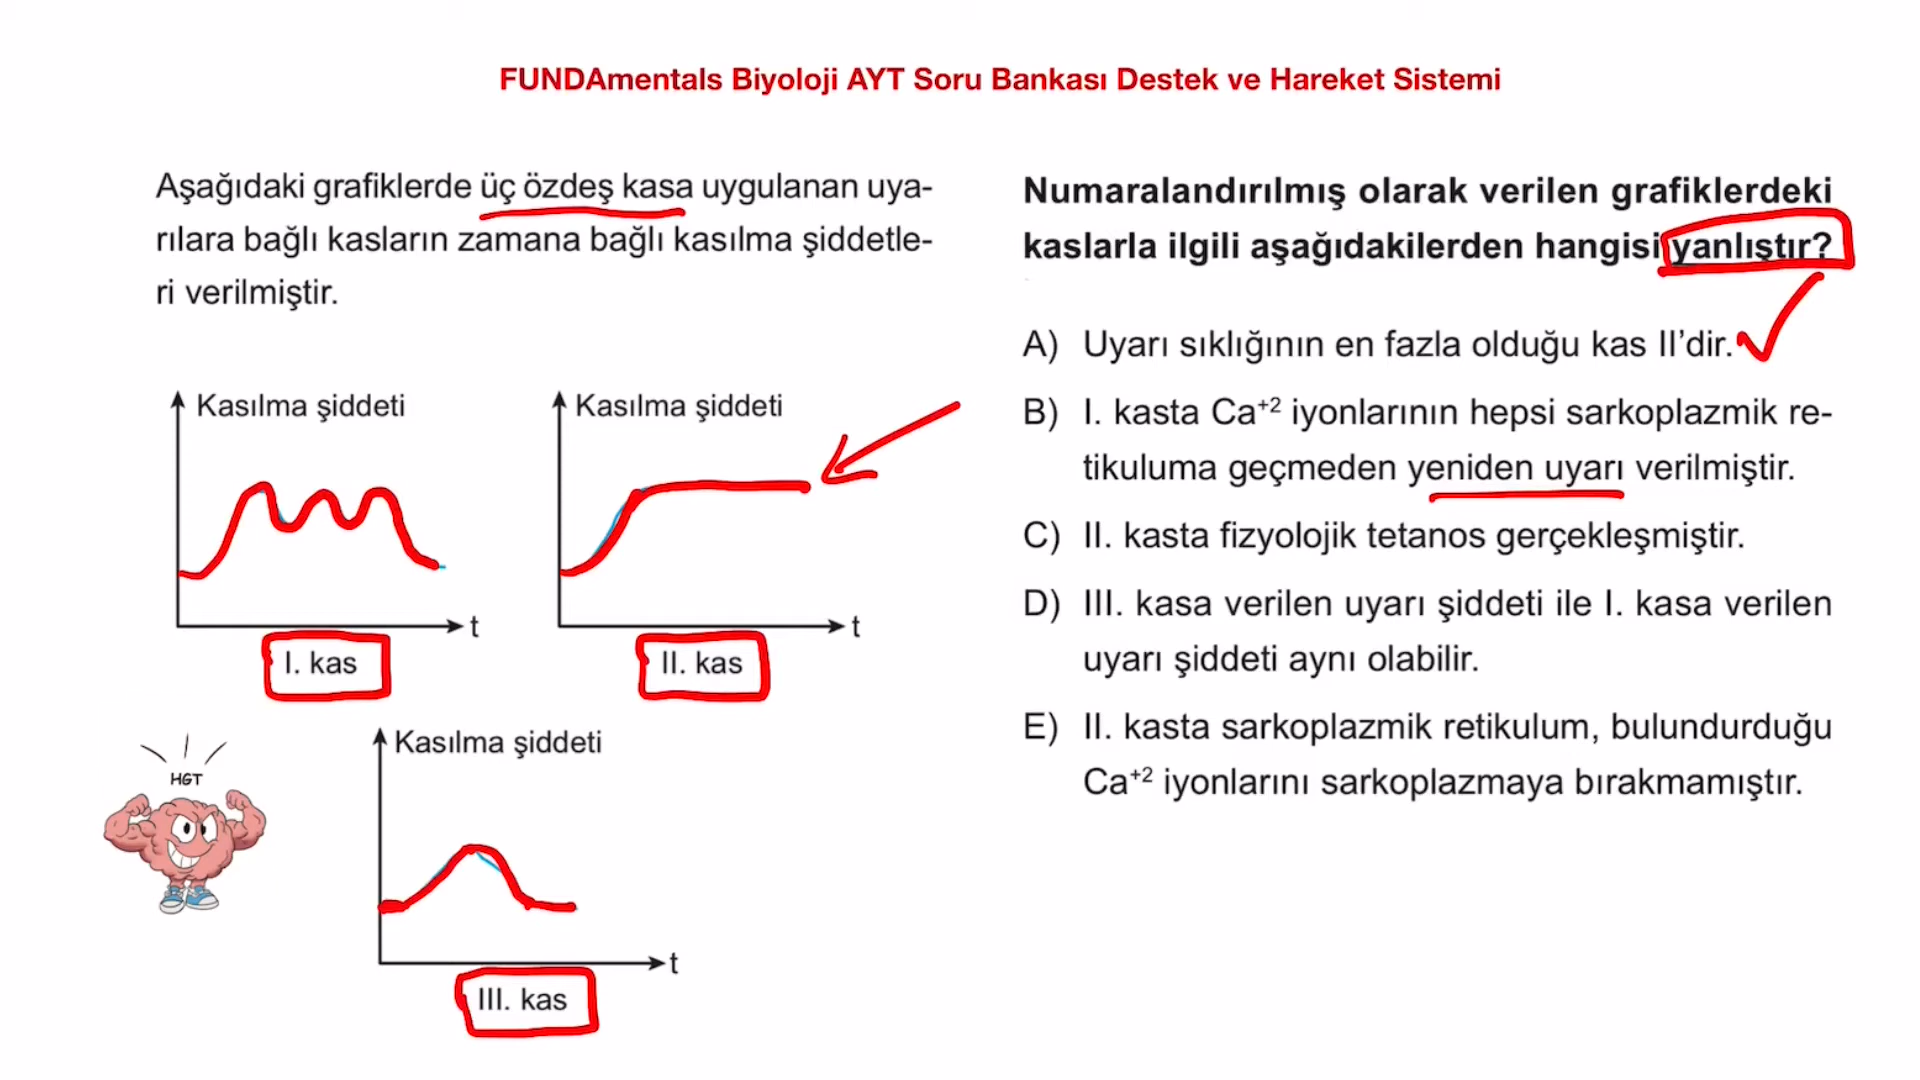 FUNDAmentals Biyoloji AYT Soru Bankası Destek ve Hareket Sistemi
Aşağıdaki grafiklerde üç özdeş kasa uygulanan uya-
rılara bağlı kasların zamana bağlı kasılma şiddetle-
ri verilmiştir.
Kasılma şiddeti
t
I. kas
Kasılma şiddeti
t
II. kas
HGT
Kasılma şiddeti
t
III. kas
Numaralandırılmış olarak verilen grafiklerdeki
kaslarla ilgili aşağıdakilerden hangisi yanlıştır?
A) Uyarı sıklığının en fazla olduğu kas II’dir.
B) I. kasta Ca⁺² iyonlarının hepsi sarkoplazmik re-
tikuluma geçmeden yeniden uyarı verilmiştir.
C) II. kasta fizyolojik tetanos gerçekleşmiştir.
D) III. kasa verilen uyarı şiddeti ile I. kasa verilen
uyarı şiddeti aynı olabilir.
E) II. kasta sarkoplazmik retikulum, bulundurduğu
Ca⁺² iyonlarını sarkoplazmaya bırakmamıştır.